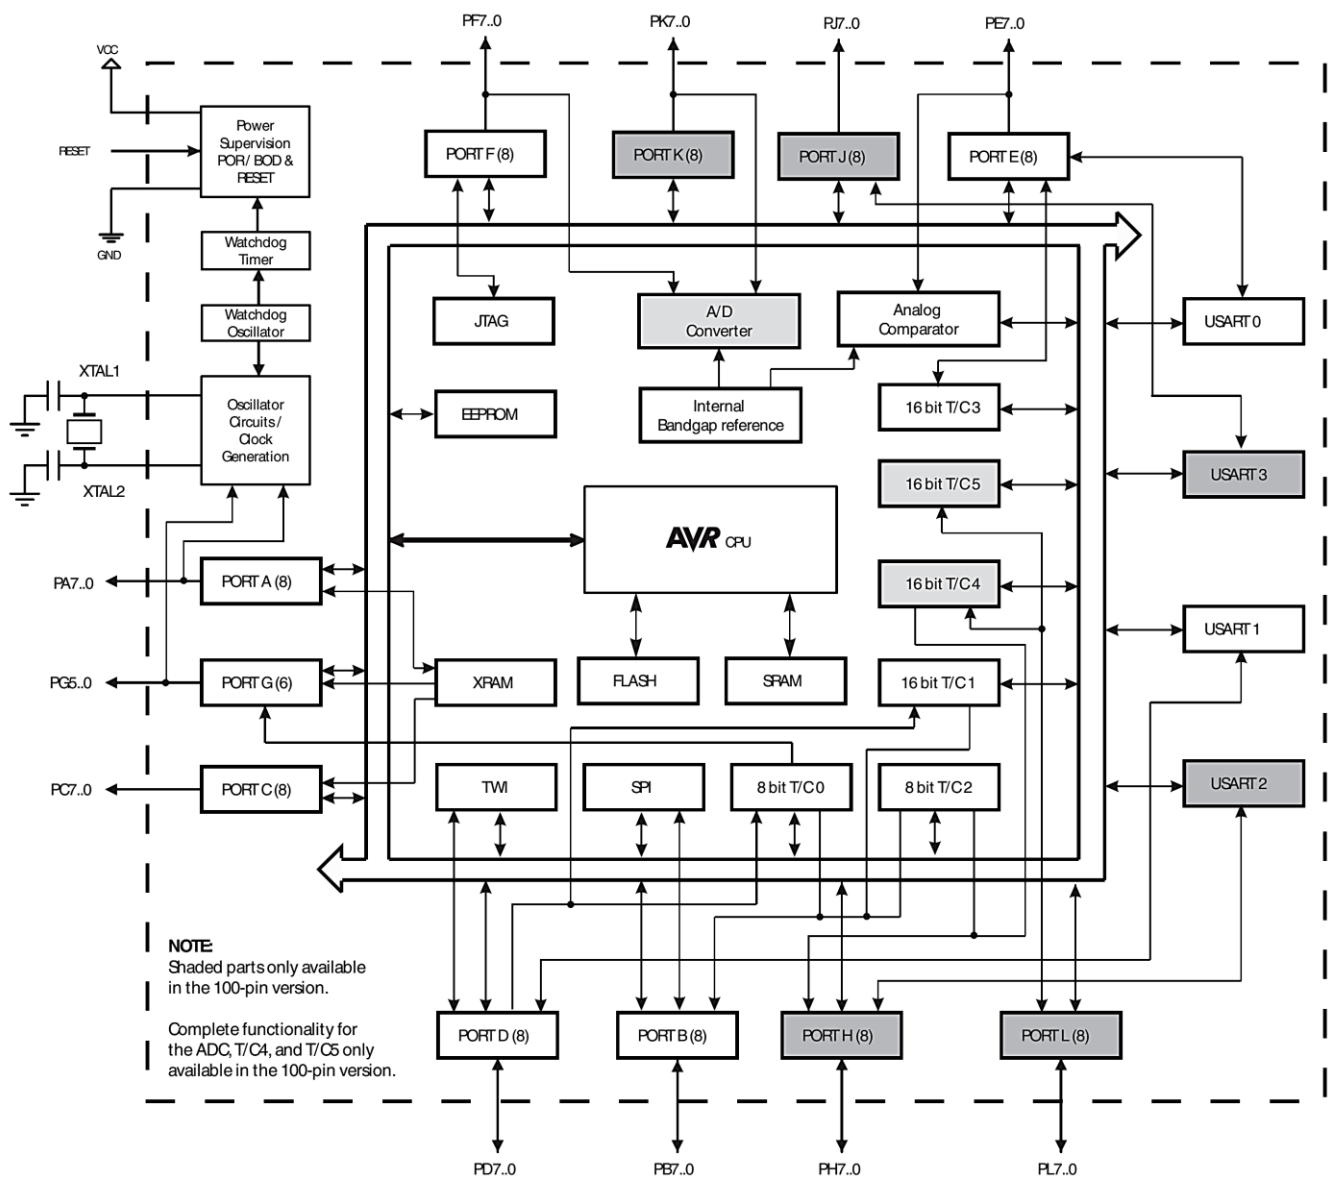 PF7..0
PK7..0
PJ7..0
PE7..0
VCC
RESET
GND
Power
Supervision
POR / BOD &
RESET
Watchdog
Timer
Watchdog
Oscillator
XTAL1
XTAL2
Oscillator
Circuits /
Clock
Generation
PORT F (8)
PORT K (8)
PORT J (8)
PORT E (8)
JTAG
A/D
Converter
Analog
Comparator
USART 0
EEPROM
Internal
Bandgap reference
16 bit T/C3
USART 3
16 bit T/C5
AVR CPU
16 bit T/C4
PA7..0
PORT A (8)
USART 1
PG5..0
PORT G (6)
XRAM
FLASH
SRAM
16 bit T/C1
PC7..0
PORT C (8)
TWI
SPI
8 bit T/C0
8 bit T/C2
USART 2
NOTE:
Shaded parts only available
in the 100-pin version.
Complete functionality for
the ADC, T/C4, and T/C5 only
available in the 100-pin version.
PORT D (8)
PORT B (8)
PORT H (8)
PORT L (8)
PD7..0
PB7..0
PH7..0
PL7..0